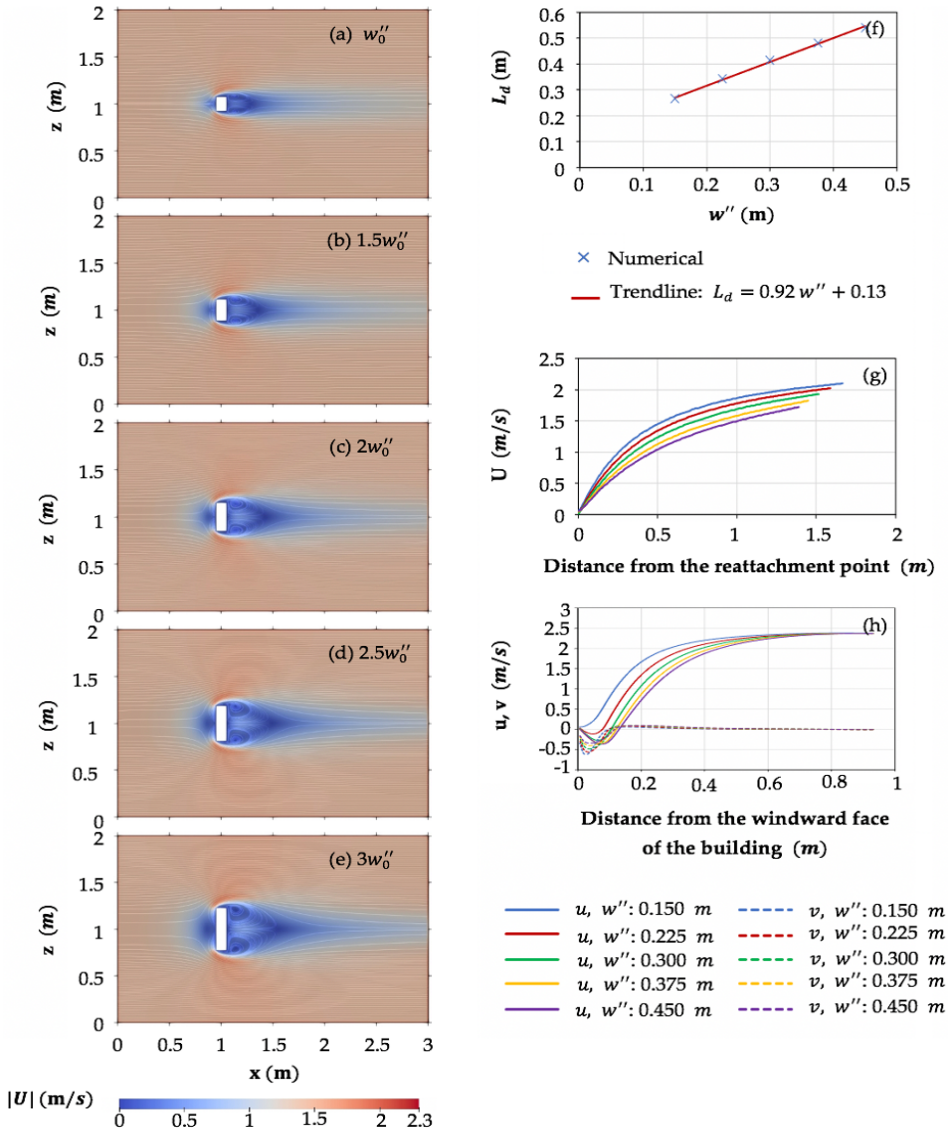 2
1.5
1
0.5
0
z (m)
(a) w₀''
2
1.5
1
0.5
0
z (m)
(b) 1.5w₀''
2
1.5
1
0.5
0
z (m)
(c) 2w₀''
2
1.5
1
0.5
0
z (m)
(d) 2.5w₀''
2
1.5
1
0.5
0
z (m)
(e) 3w₀''
0 0.5 1 1.5 2 2.5 3
x (m)
|U| (m/s)
0 0.5 1 1.5 2 2.3
0.6
0.5
0.4
0.3
0.2
0.1
0
L_d (m)
(f)
0 0.1 0.2 0.3 0.4 0.5
w'' (m)
× Numerical
Trendline: L_d = 0.92 w'' + 0.13
2.5
2
1.5
1
0.5
0
U (m/s)
(g)
0 0.5 1 1.5 2
Distance from the reattachment point (m)
3
2.5
2
1.5
1
0.5
0
-0.5
-1
u, v (m/s)
(h)
0 0.2 0.4 0.6 0.8 1
Distance from the windward face
of the building (m)
u, w'': 0.150 m v, w'': 0.150 m
u, w'': 0.225 m v, w'': 0.225 m
u, w'': 0.300 m v, w'': 0.300 m
u, w'': 0.375 m v, w'': 0.375 m
u, w'': 0.450 m v, w'': 0.450 m